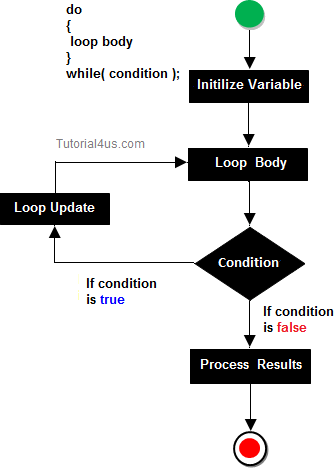 do
{
loop body
}
while( condition );
Initilize Variable
Tutorial4us.com
Loop Body
Loop Update
Condition
If condition
is true
If condition
is false
Process Results